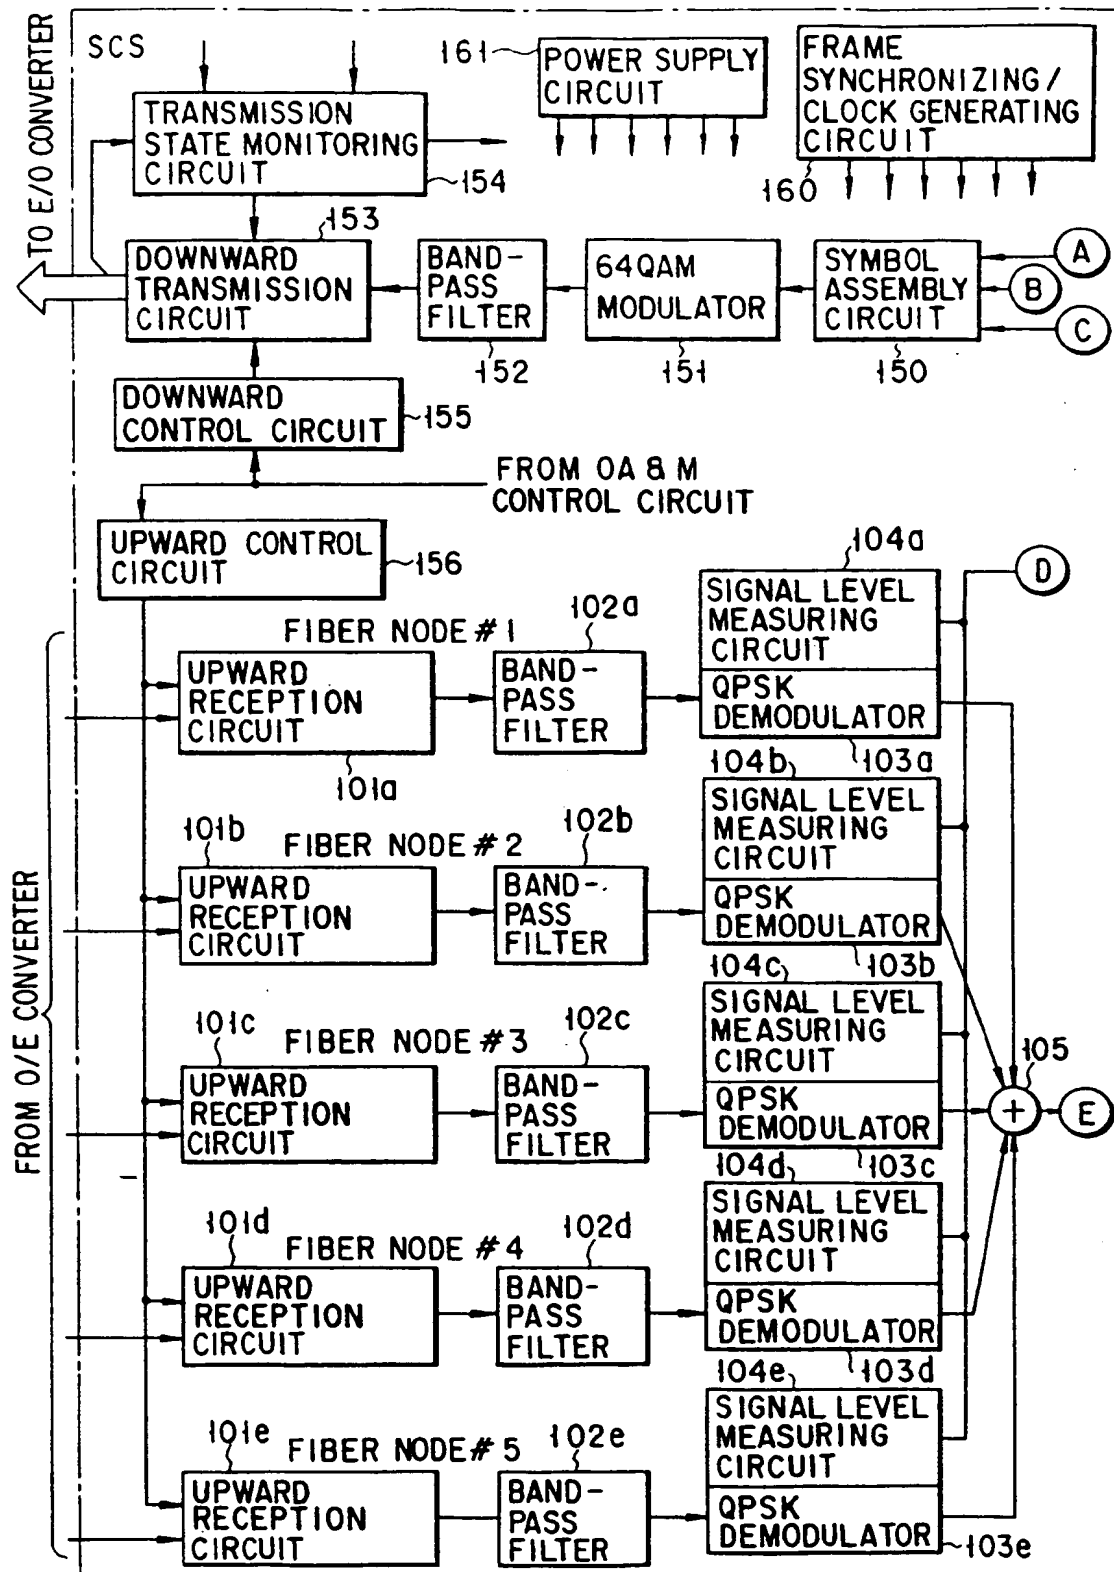 TO E/O CONVERTER
SCS
TRANSMISSION
STATE MONITORING
CIRCUIT
154
161
POWER SUPPLY
CIRCUIT
FRAME
SYNCHRONIZING/
CLOCK GENERATING
CIRCUIT
160
153
DOWNWARD
TRANSMISSION
CIRCUIT
BAND-
PASS
FILTER
152
64QAM
MODULATOR
151
SYMBOL
ASSEMBLY
CIRCUIT
150
A
B
C
DOWNWARD
CONTROL CIRCUIT
155
FROM OA & M
CONTROL CIRCUIT
UPWARD CONTROL
CIRCUIT
156
FROM O/E CONVERTER
FIBER NODE #1
UPWARD
RECEPTION
CIRCUIT
101a
102a
BAND-
PASS
FILTER
104a
SIGNAL LEVEL
MEASURING
CIRCUIT
QPSK
DEMODULATOR
103a
D
101b
FIBER NODE #2
UPWARD
RECEPTION
CIRCUIT
102b
BAND-
PASS
FILTER
104b
SIGNAL LEVEL
MEASURING
CIRCUIT
QPSK
DEMODULATOR
103b
101c
FIBER NODE #3
UPWARD
RECEPTION
CIRCUIT
102c
BAND-
PASS
FILTER
104c
SIGNAL LEVEL
MEASURING
CIRCUIT
QPSK
DEMODULATOR
103c
105
+
E
101d
FIBER NODE #4
UPWARD
RECEPTION
CIRCUIT
102d
BAND-
PASS
FILTER
104d
SIGNAL LEVEL
MEASURING
CIRCUIT
QPSK
DEMODULATOR
103d
101e
FIBER NODE #5
UPWARD
RECEPTION
CIRCUIT
102e
BAND-
PASS
FILTER
104e
SIGNAL LEVEL
MEASURING
CIRCUIT
QPSK
DEMODULATOR
103e